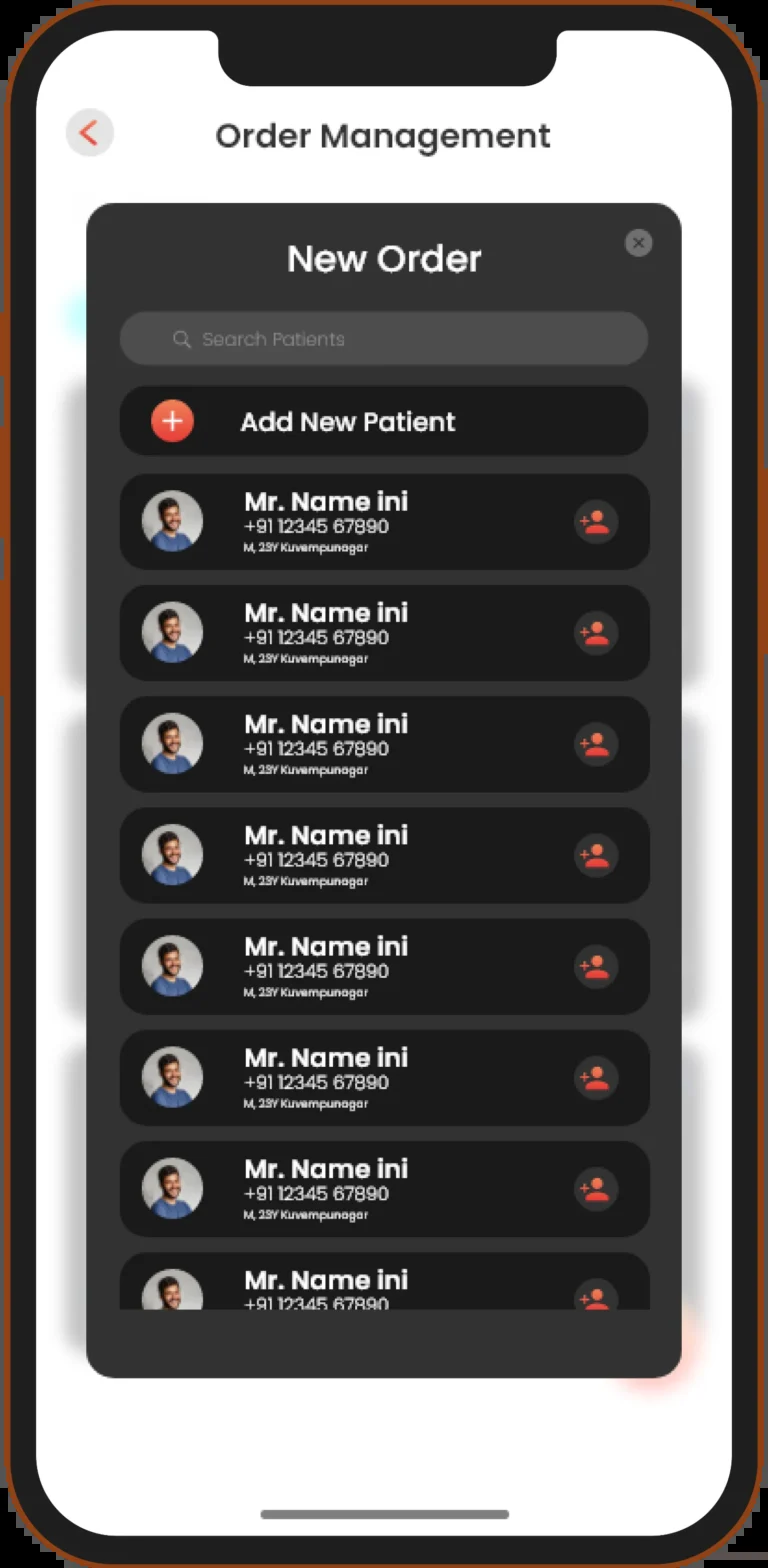 Order Management
New Order
Search Patients
Add New Patient
Mr. Name ini
+91 12345 67890
M, 23Y Kuvempunagar
Mr. Name ini
+91 12345 67890
M, 23Y Kuvempunagar
Mr. Name ini
+91 12345 67890
M, 23Y Kuvempunagar
Mr. Name ini
+91 12345 67890
M, 23Y Kuvempunagar
Mr. Name ini
+91 12345 67890
M, 23Y Kuvempunagar
Mr. Name ini
+91 12345 67890
M, 23Y Kuvempunagar
Mr. Name ini
+91 12345 67890
M, 23Y Kuvempunagar
Mr. Name ini
+91 12345 67890